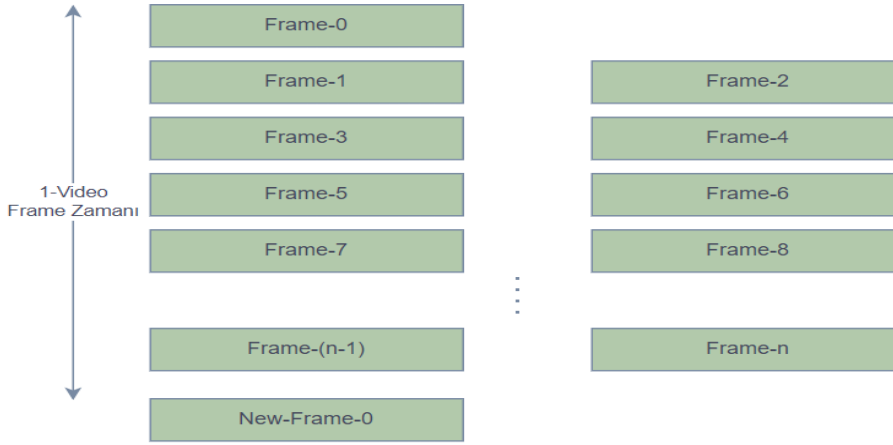 Frame-0
Frame-1
Frame-2
Frame-3
Frame-4
1-Video
Frame Zamanı
Frame-5
Frame-6
Frame-7
Frame-8
Frame-(n-1)
Frame-n
New-Frame-0